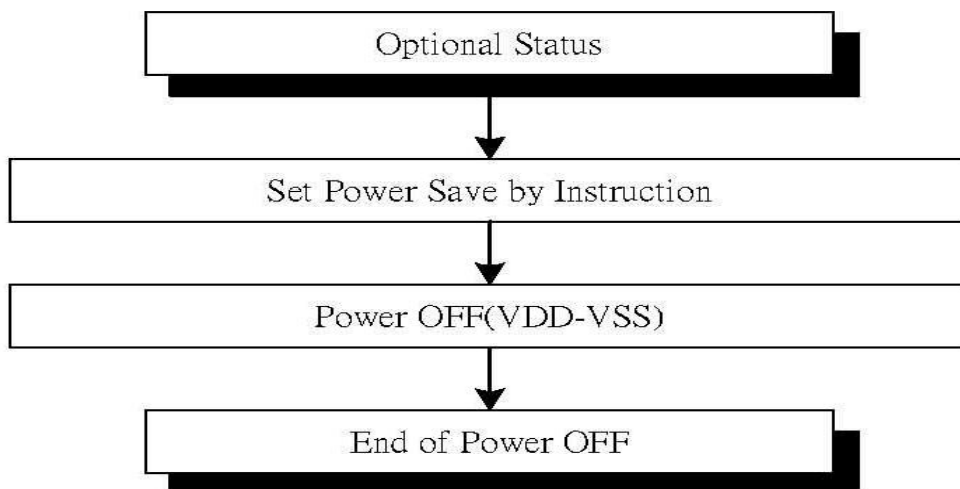 Optional Status
Set Power Save by Instruction
Power OFF(VDD-VSS)
End of Power OFF